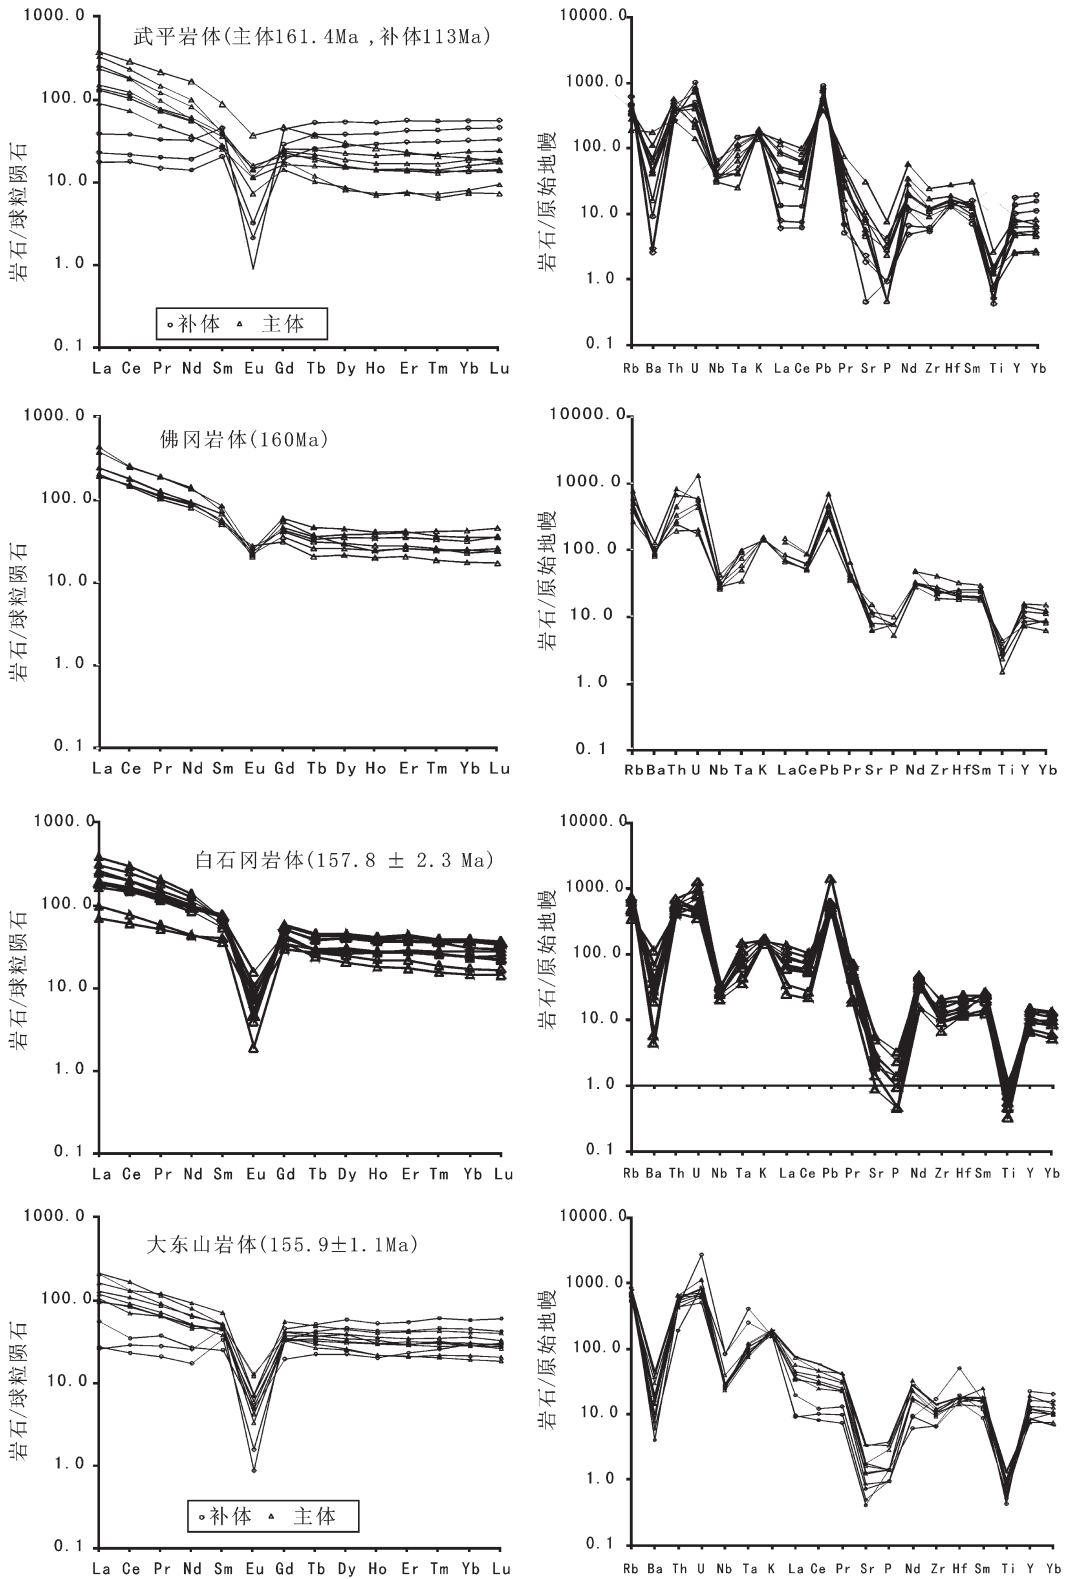 1000.0
武平岩体(主体161.4Ma ,补体113Ma)
100.0
10.0
1.0
0.1
岩石/球粒陨石
补体 主体
La Ce Pr Nd Sm Eu Gd Tb Dy Ho Er Tm Yb Lu
10000.0
1000.0
100.0
10.0
1.0
0.1
岩石/原始地幔
Rb Ba Th U Nb Ta K La Ce Pb Pr Sr P Nd Zr Hf Sm Ti Y Yb
1000.0
佛冈岩体(160Ma)
100.0
10.0
1.0
0.1
岩石/球粒陨石
La Ce Pr Nd Sm Eu Gd Tb Dy Ho Er Tm Yb Lu
10000.0
1000.0
100.0
10.0
1.0
0.1
岩石/原始地幔
Rb Ba Th U Nb Ta K La Ce Pb Pr Sr P Nd Zr Hf Sm Ti Y Yb
1000.0
白石冈岩体(157.8 ± 2.3 Ma)
100.0
10.0
1.0
0.1
岩石/球粒陨石
La Ce Pr Nd Sm Eu Gd Tb Dy Ho Er Tm Yb Lu
10000.0
1000.0
100.0
10.0
1.0
0.1
岩石/原始地幔
Rb Ba Th U Nb Ta K La Ce Pb Pr Sr P Nd Zr Hf Sm Ti Y Yb
1000.0
大东山岩体(155.9±1.1Ma)
100.0
10.0
1.0
0.1
岩石/球粒陨石
补体 主体
La Ce Pr Nd Sm Eu Gd Tb Dy Ho Er Tm Yb Lu
10000.0
1000.0
100.0
10.0
1.0
0.1
岩石/原始地幔
Rb Ba Th U Nb Ta K La Ce Pr Sr P Nd Zr Hf Sm Ti Y Yb